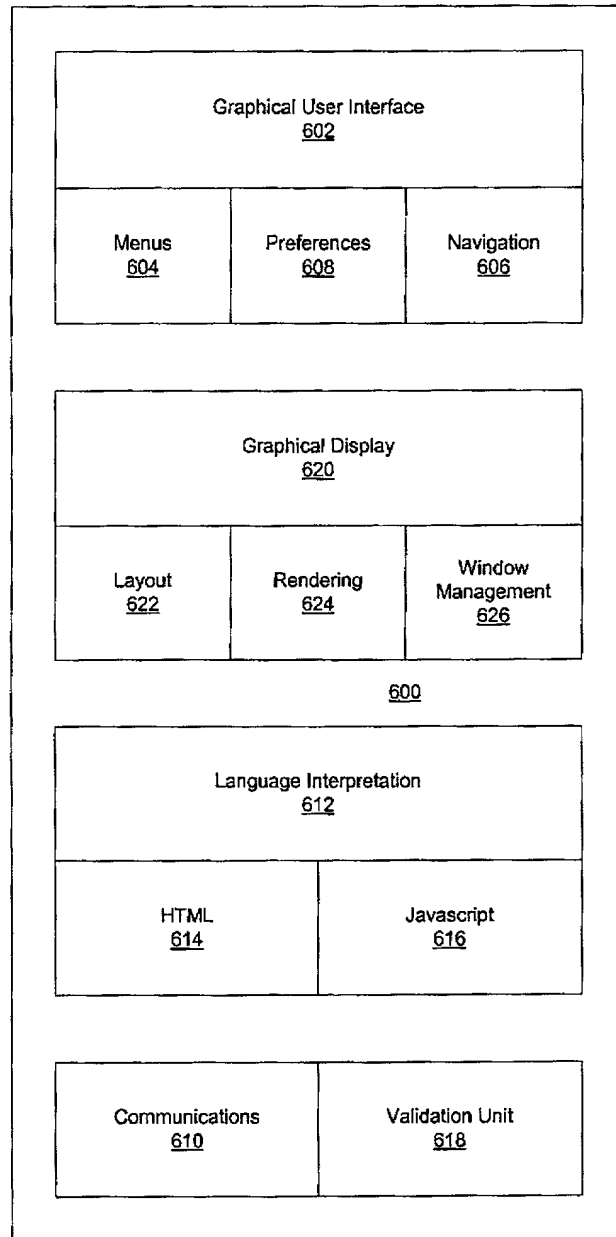 Graphical User Interface
602
Menus
604
Preferences
608
Navigation
606
Graphical Display
620
Layout
622
Rendering
624
Window
Management
626
600
Language Interpretation
612
HTML
614
Javascript
616
Communications
610
Validation Unit
618